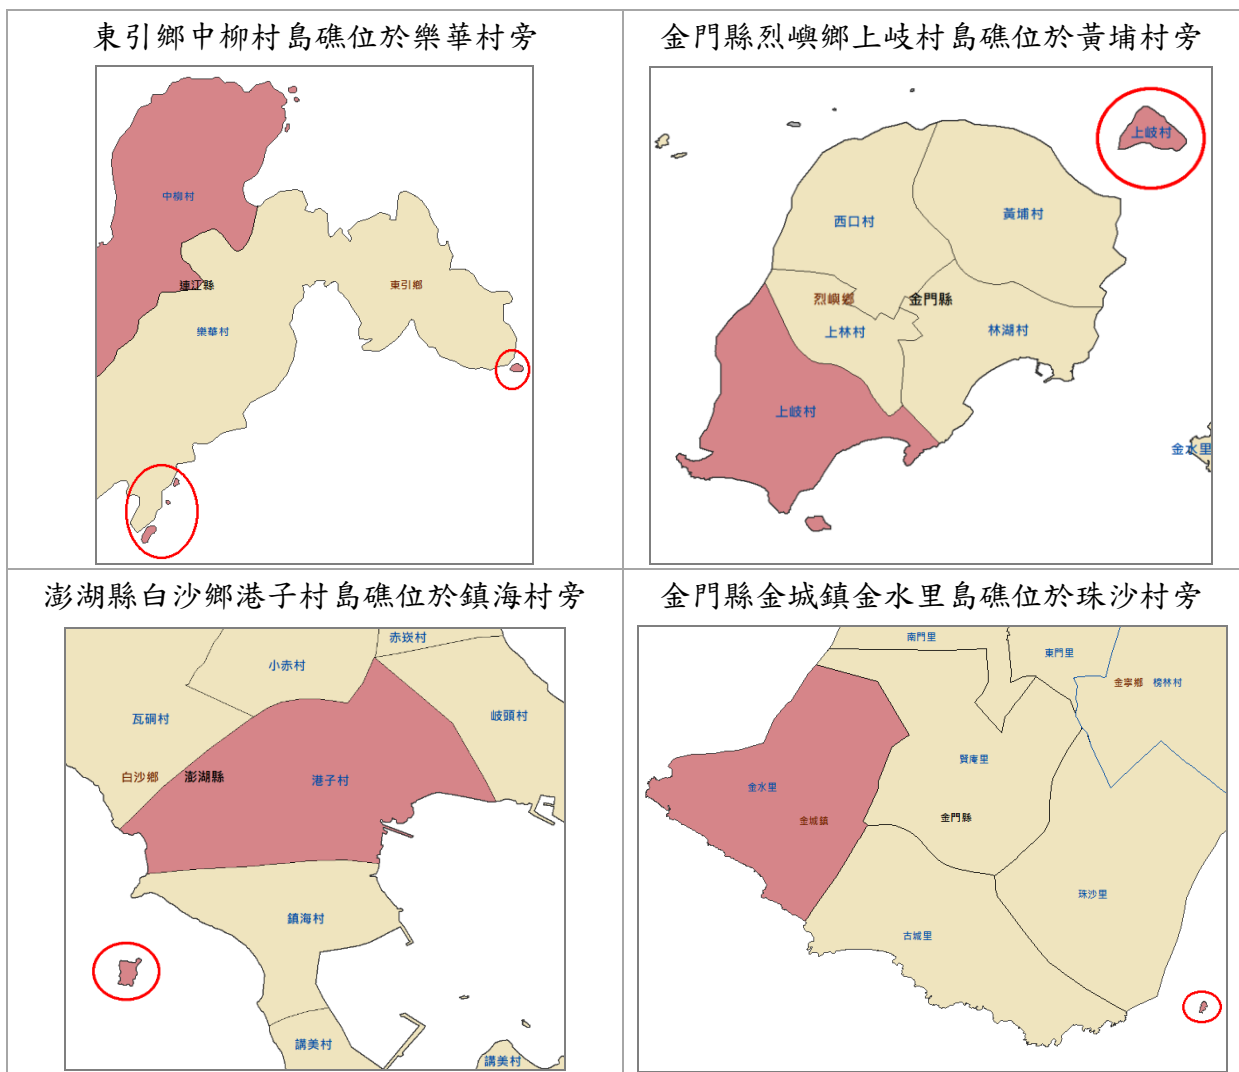 東引鄉中柳村島礁位於樂華村旁
金門縣烈嶼鄉上岐村島礁位於黃埔村旁
中柳村
連江縣
東引鄉
樂華村
上岐村
西口村
黃埔村
烈嶼鄉
金門縣
上林村
林湖村
上岐村
金水里
澎湖縣白沙鄉港子村島礁位於鎮海村旁
金門縣金城鎮金水里島礁位於珠沙村旁
赤崁村
小赤村
瓦硐村
岐頭村
白沙鄉
澎湖縣
港子村
鎮海村
講美村
講美村
南門里
東門里
金寧鄉
榜林村
賢庵里
金水里
金城鎮
金門縣
珠沙里
古城里